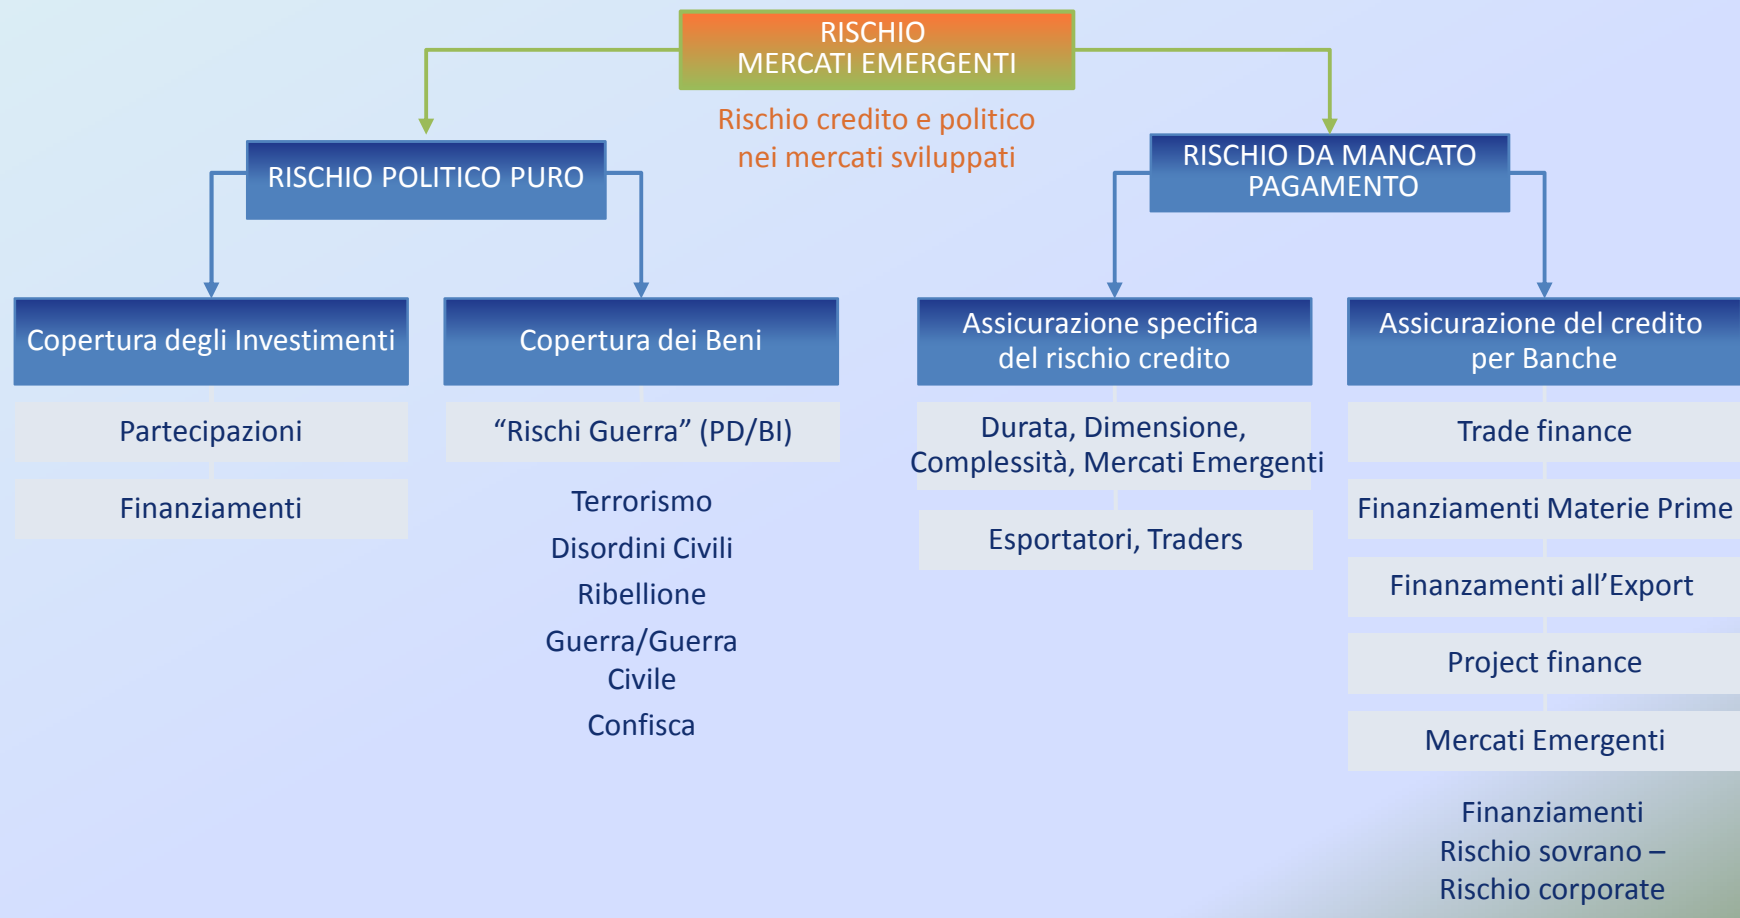 RISCHIO
MERCATI EMERGENTI
Rischio credito e politico
nei mercati sviluppati
RISCHIO POLITICO PURO
RISCHIO DA MANCATO
PAGAMENTO
Copertura degli Investimenti
Partecipazioni
Finanziamenti
Copertura dei Beni
“Rischi Guerra” (PD/BI)
Terrorismo
Disordini Civili
Ribellione
Guerra/Guerra
Civile
Confisca
Assicurazione specifica
del rischio credito
Durata, Dimensione,
Complessità, Mercati Emergenti
Esportatori, Traders
Assicurazione del credito
per Banche
Trade finance
Finanziamenti Materie Prime
Finanzamenti all’Export
Project finance
Mercati Emergenti
Finanziamenti
Rischio sovrano –
Rischio corporate